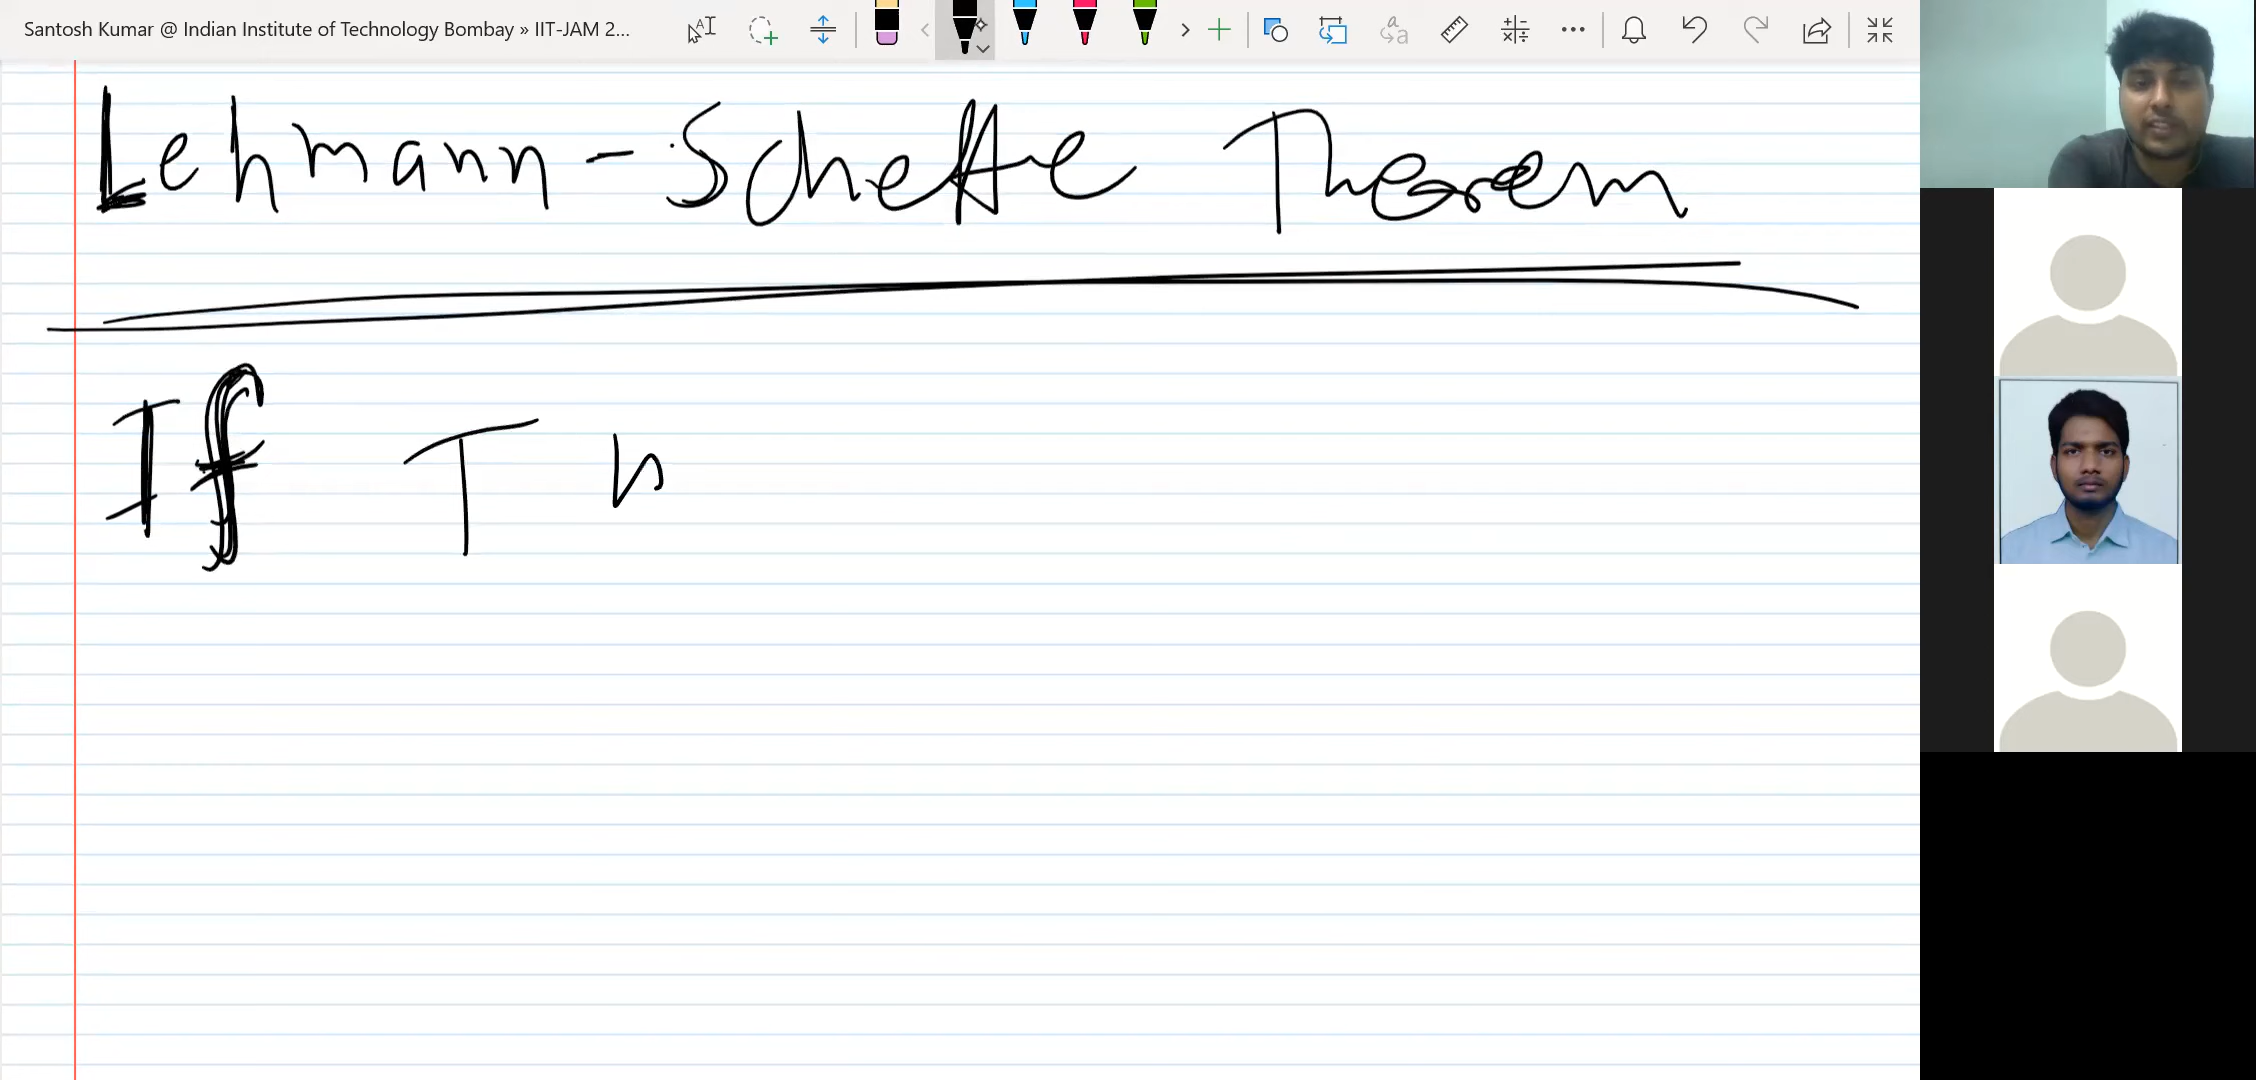 Santosh Kumar @ Indian Institute of Technology Bombay » IIT-JAM 2...
Lehmann-Scheffe Theorem
If T is